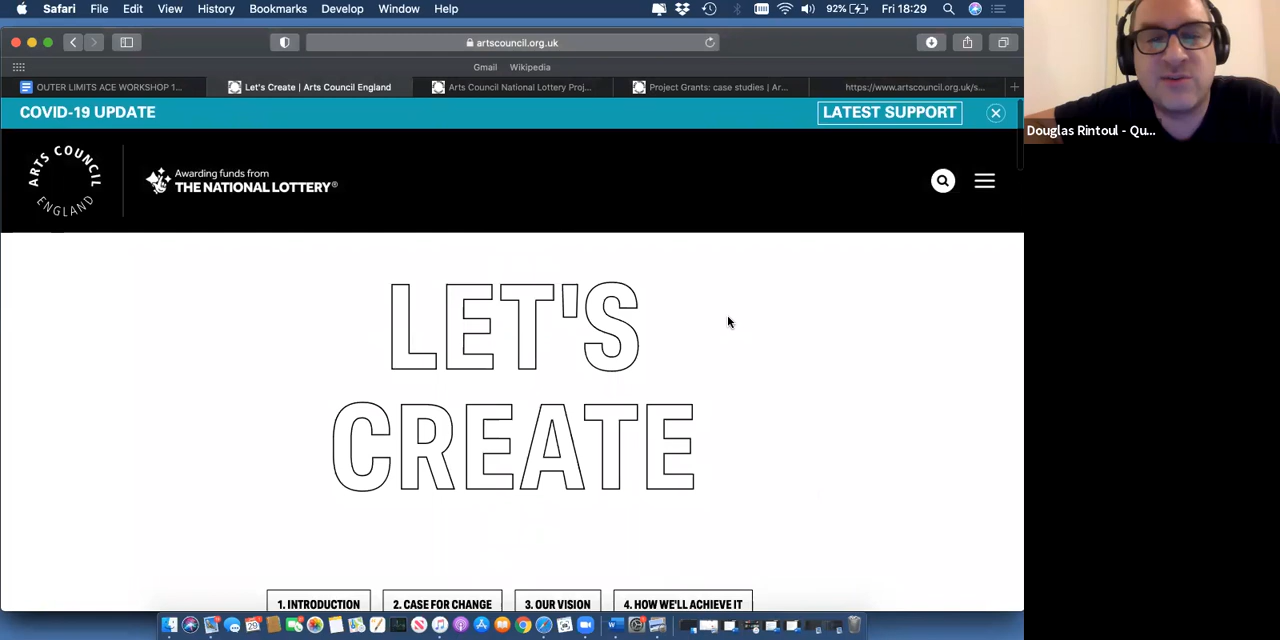 Safari File Edit View History Bookmarks Develop Window Help 92% Fri 18:29
artscouncil.org.uk
Gmail Wikipedia
OUTER LIMITS ACE WORKSHOP 1... Let's Create | Arts Council England Arts Council National Lottery Proj... Project Grants: case studies | Ar... https://www.artscouncil.org.uk/s...
COVID-19 UPDATE LATEST SUPPORT
Douglas Rintoul - Qu...
ARTS COUNCIL ENGLAND
Awarding funds from
THE NATIONAL LOTTERY®
LET'S
CREATE
1. INTRODUCTION 2. CASE FOR CHANGE 3. OUR VISION 4. HOW WE'LL ACHIEVE IT